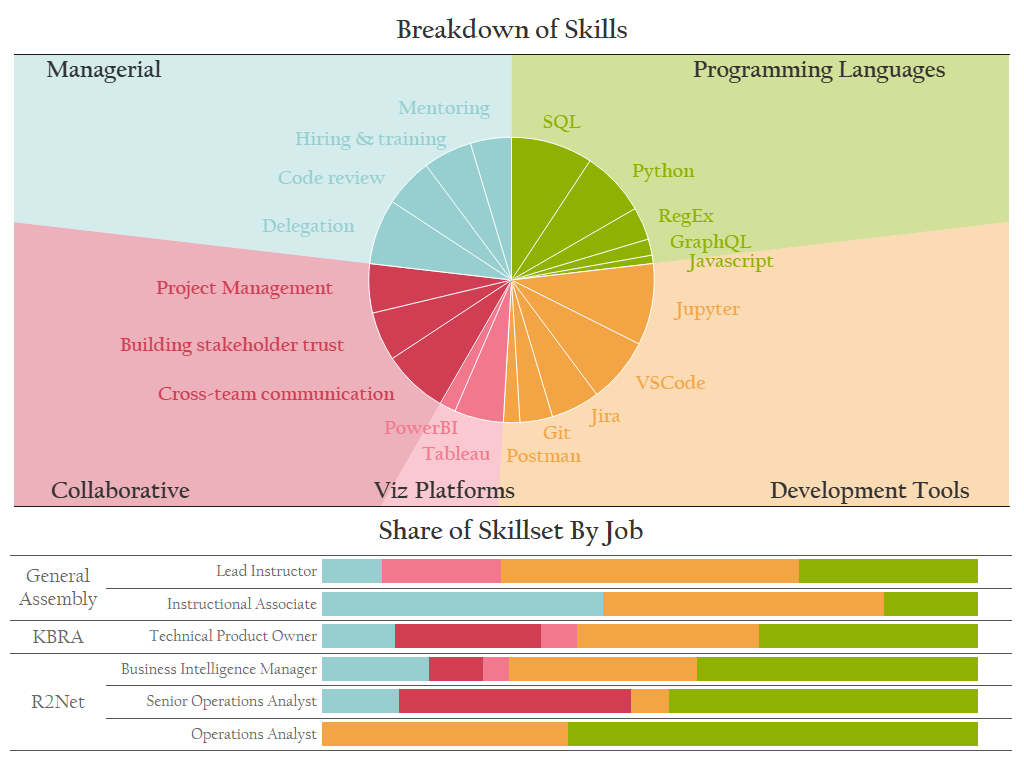 Breakdown of Skills
Managerial
Programming Languages
Mentoring
SQL
Hiring & training
Python
Code review
RegEx
Delegation
GraphQL
Javascript
Project Management
Jupyter
Building stakeholder trust
VSCode
Cross-team communication
Jira
PowerBI
Git
Tableau
Postman
Collaborative
Viz Platforms
Development Tools
Share of Skillset By Job
General
Assembly
Lead Instructor
Instructional Associate
KBRA
Technical Product Owner
R2Net
Business Intelligence Manager
Senior Operations Analyst
Operations Analyst